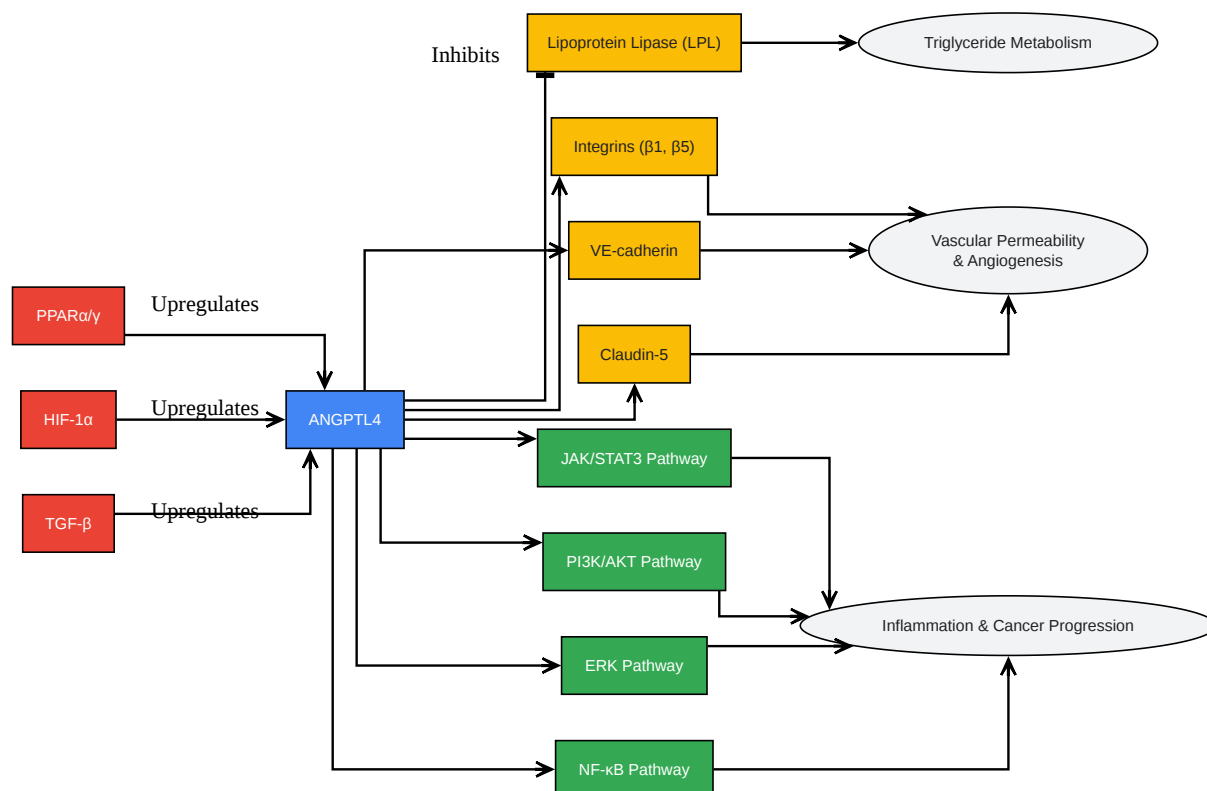 Lipoprotein Lipase (LPL)
Triglyceride Metabolism
Inhibits
Integrins (β1, β5)
VE-cadherin
Vascular Permeability
& Angiogenesis
PPARα/γ
Upregulates
Claudin-5
HIF-1α
Upregulates
ANGPTL4
JAK/STAT3 Pathway
TGF-β
Upregulates
PI3K/AKT Pathway
Inflammation & Cancer Progression
ERK Pathway
NF-κB Pathway